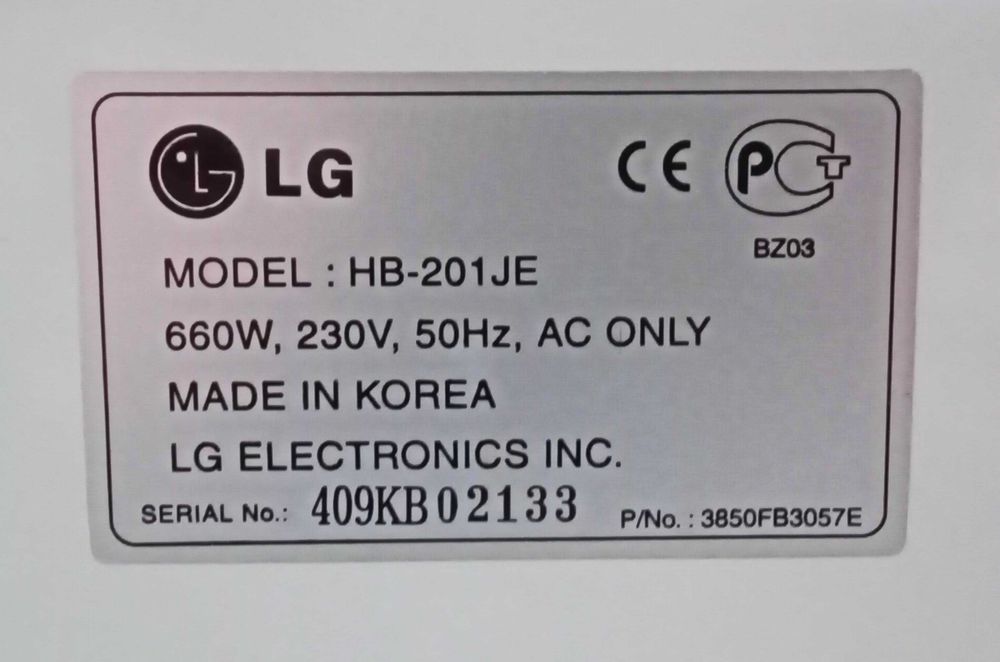 LG CE PCT
BZ03
MODEL : HB-201JE
660W, 230V, 50Hz, AC ONLY
MADE IN KOREA
LG ELECTRONICS INC.
SERIAL No.: 409KB02133 P/No. : 3850FB3057E